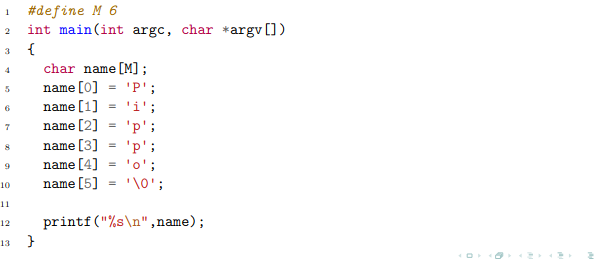 1 #define M 6
2 int main(int argc, char *argv[])
3 {
4 char name[M];
5 name[0] = 'P';
6 name[1] = 'i';
7 name[2] = 'p';
8 name[3] = 'p';
9 name[4] = 'o';
10 name[5] = '\0';
11
12 printf("%s\n",name);
13 }